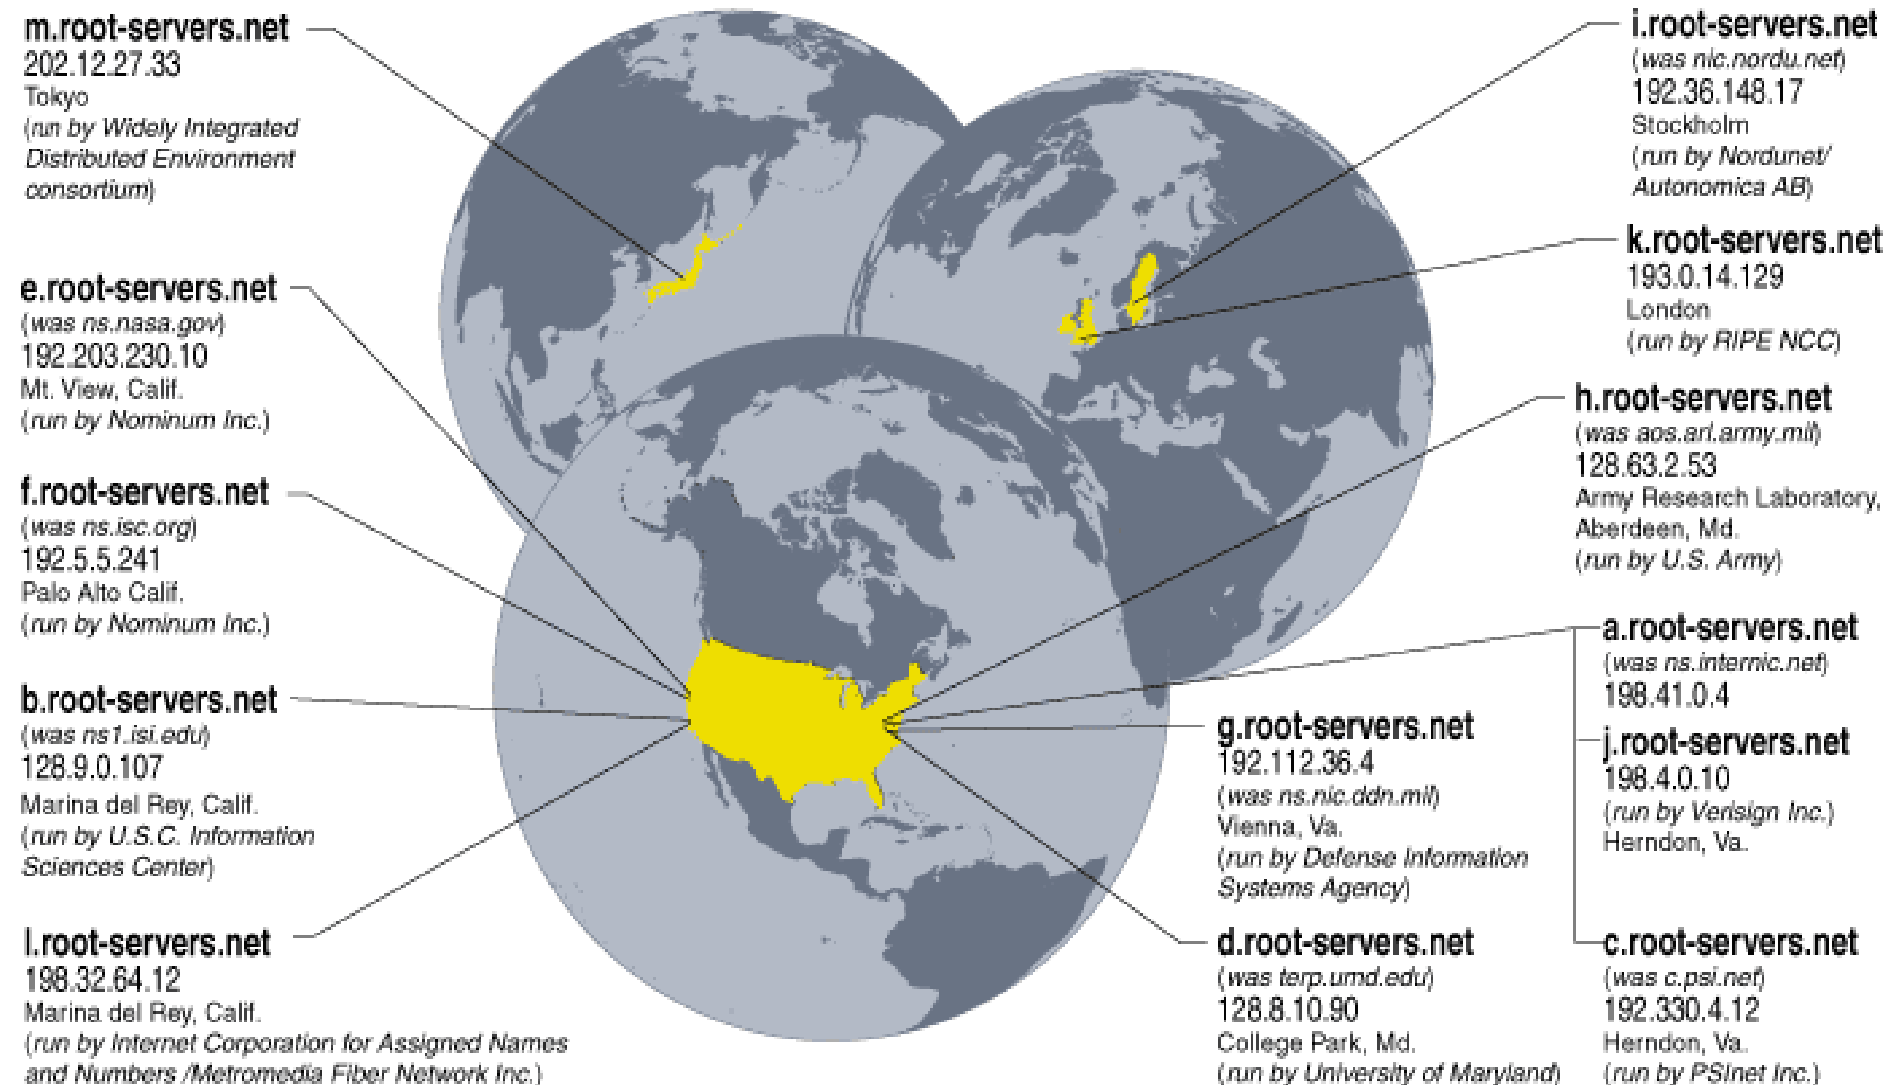 m.root-servers.net
202.12.27.33
Tokyo
(run by Widely Integrated
Distributed Environment
consortium)
e.root-servers.net
(was ns.nasa.gov)
192.203.230.10
Mt. View, Calif.
(run by Nominum Inc.)
f.root-servers.net
(was ns.isc.org)
192.5.5.241
Palo Alto Calif.
(run by Nominum Inc.)
b.root-servers.net
(was ns1.isi.edu)
128.9.0.107
Marina del Rey, Calif.
(run by U.S.C. Information
Sciences Center)
l.root-servers.net
198.32.64.12
Marina del Rey, Calif.
(run by Internet Corporation for Assigned Names
and Numbers /Metromedia Fiber Network Inc.)
i.root-servers.net
(was nic.nordu.net)
192.36.148.17
Stockholm
(run by Nordunet/
Autonomica AB)
k.root-servers.net
193.0.14.129
London
(run by RIPE NCC)
h.root-servers.net
(was aos.arl.army.mil)
128.63.2.53
Army Research Laboratory,
Aberdeen, Md.
(run by U.S. Army)
a.root-servers.net
(was ns.internic.net)
198.41.0.4
j.root-servers.net
198.4.0.10
(run by Verisign Inc.)
Herndon, Va.
g.root-servers.net
192.112.36.4
(was ns.nic.ddn.mil)
Vienna, Va.
(run by Defense Information
Systems Agency)
d.root-servers.net
(was terp.umd.edu)
128.8.10.90
College Park, Md.
(run by University of Maryland)
c.root-servers.net
(was c.psi.net)
192.330.4.12
Herndon, Va.
(run by PSInet Inc.)